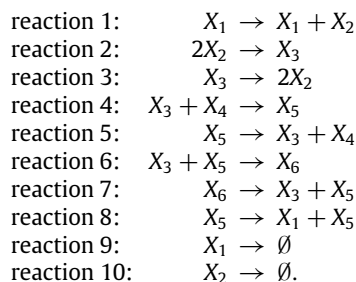 reaction 1: X₁ → X₁ + X₂
reaction 2: 2X₂ → X₃
reaction 3: X₃ → 2X₂
reaction 4: X₃ + X₄ → X₅
reaction 5: X₅ → X₃ + X₄
reaction 6: X₃ + X₅ → X₆
reaction 7: X₆ → X₃ + X₅
reaction 8: X₅ → X₁ + X₅
reaction 9: X₁ → ∅
reaction 10: X₂ → ∅.